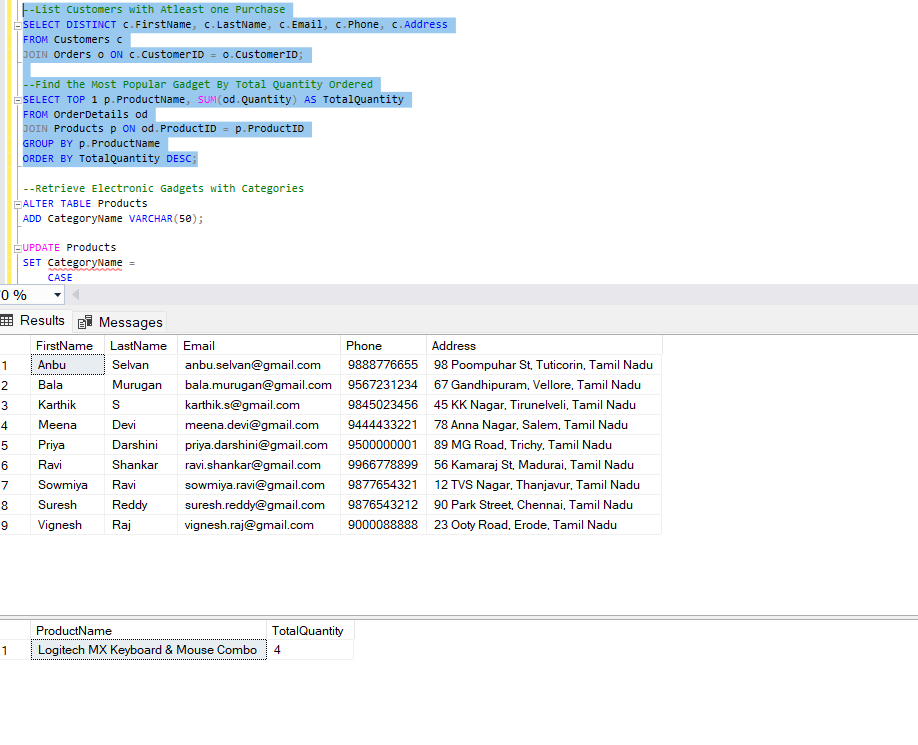 --List Customers with Atleast one Purchase
SELECT DISTINCT c.FirstName, c.LastName, c.Email, c.Phone, c.Address
FROM Customers c
JOIN Orders o ON c.CustomerID = o.CustomerID;
--Find the Most Popular Gadget By Total Quantity Ordered
SELECT TOP 1 p.ProductName, SUM(od.Quantity) AS TotalQuantity
FROM OrderDetails od
JOIN Products p ON od.ProductID = p.ProductID
GROUP BY p.ProductName
ORDER BY TotalQuantity DESC;
--Retrieve Electronic Gadgets with Categories
ALTER TABLE Products
ADD CategoryName VARCHAR(50);
UPDATE Products
SET CategoryName =
CASE
0 %
Results Messages
FirstName LastName Email Phone Address
1 Anbu Selvan anbu.selvan@gmail.com 9888776655 98 Poompuhar St, Tuticorin, Tamil Nadu
2 Bala Murugan bala.murugan@gmail.com 9567231234 67 Gandhipuram, Vellore, Tamil Nadu
3 Karthik S karthik.s@gmail.com 9845023456 45 KK Nagar, Tirunelveli, Tamil Nadu
4 Meena Devi meena.devi@gmail.com 9444433221 78 Anna Nagar, Salem, Tamil Nadu
5 Priya Darshini priya.darshini@gmail.com 9500000001 89 MG Road, Trichy, Tamil Nadu
6 Ravi Shankar ravi.shankar@gmail.com 9966778899 56 Kamaraj St, Madurai, Tamil Nadu
7 Sowmiya Ravi sowmiya.ravi@gmail.com 9877654321 12 TVS Nagar, Thanjavur, Tamil Nadu
8 Suresh Reddy suresh.reddy@gmail.com 9876543212 90 Park Street, Chennai, Tamil Nadu
9 Vignesh Raj vignesh.raj@gmail.com 9000088888 23 Ooty Road, Erode, Tamil Nadu
ProductName TotalQuantity
1 Logitech MX Keyboard & Mouse Combo 4